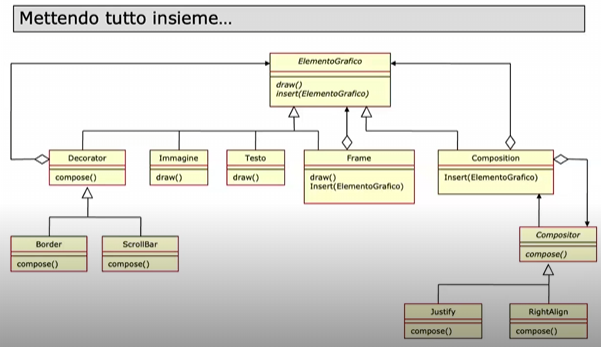 Mettendo tutto insieme...
ElementoGrafico
draw()
insert(ElementoGrafico)
Decorator
compose()
Immagine
draw()
Testo
draw()
Frame
draw()
Insert(ElementoGrafico)
Composition
Insert(ElementoGrafico)
Border
compose()
ScrollBar
compose()
Compositor
compose()
Justify
compose()
RightAlign
compose()